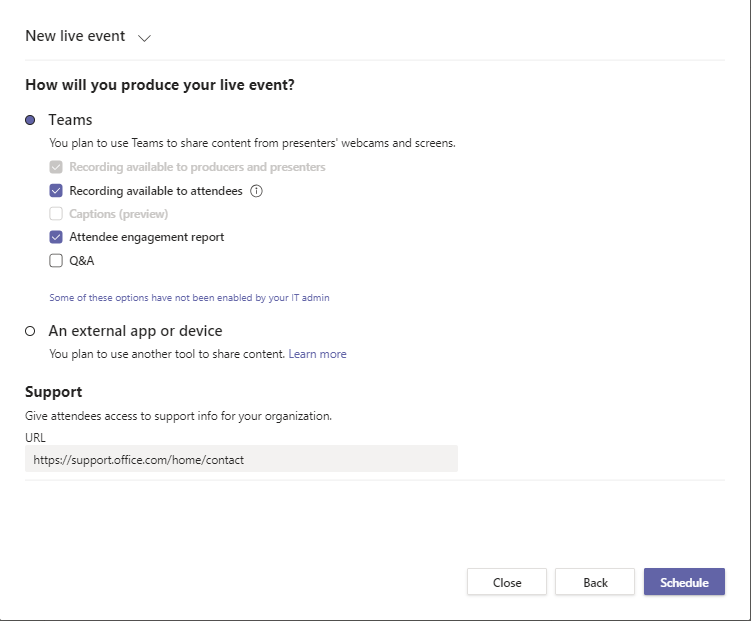 New live event
How will you produce your live event?
Teams
You plan to use Teams to share content from presenters' webcams and screens.
Recording available to producers and presenters
Recording available to attendees
Captions (preview)
Attendee engagement report
Q&A
Some of these options have not been enabled by your IT admin
An external app or device
You plan to use another tool to share content. Learn more
Support
Give attendees access to support info for your organization.
URL
https://support.office.com/home/contact
Close Back Schedule